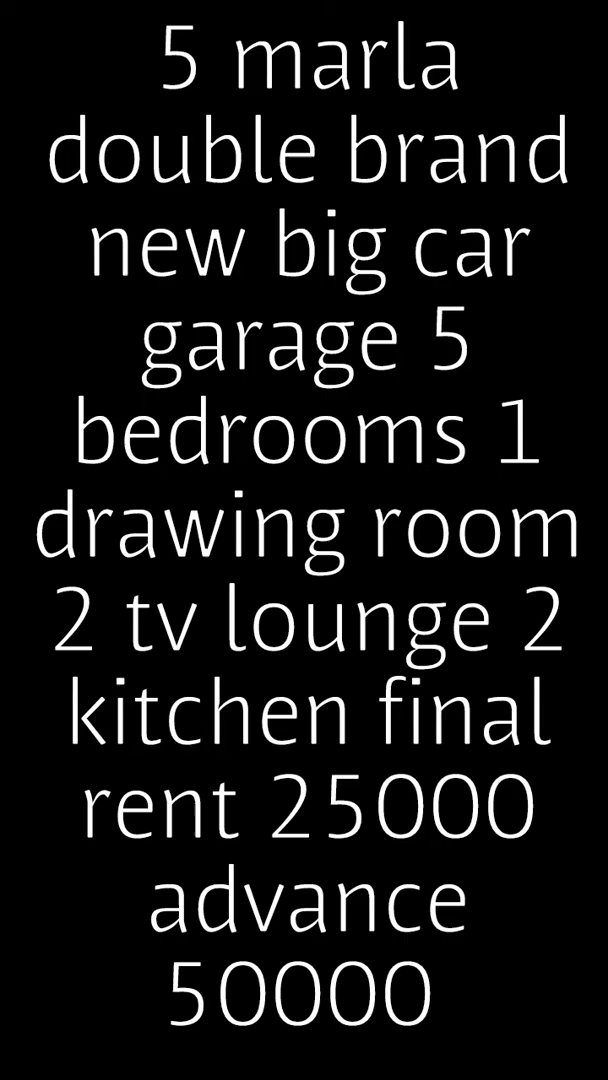 5 marla
double brand
new big car
garage 5
bedrooms 1
drawing room
2 tv lounge 2
kitchen final
rent 25000
advance
50000